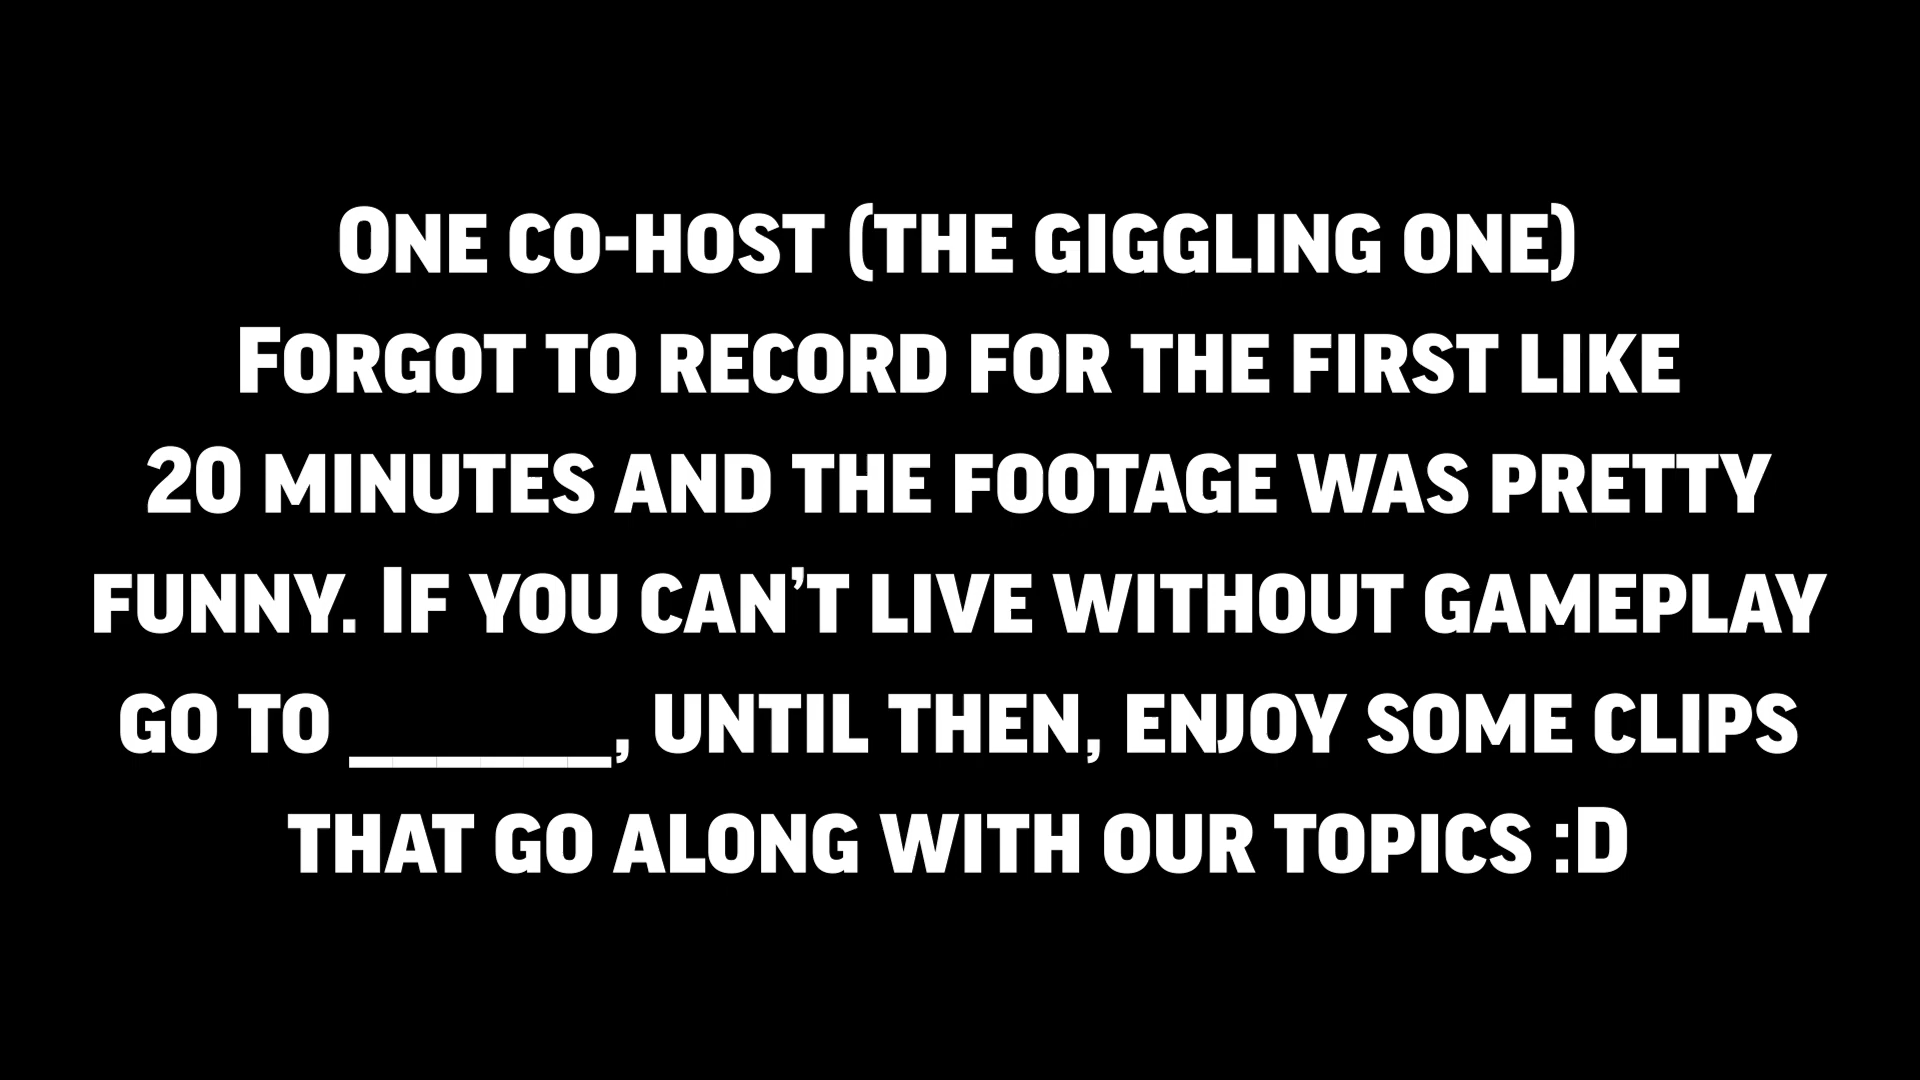 One co-host (the giggling one)
Forgot to record for the first like
20 minutes and the footage was pretty
funny. If you can’t live without gameplay
go to ______, until then, enjoy some clips
that go along with our topics :D